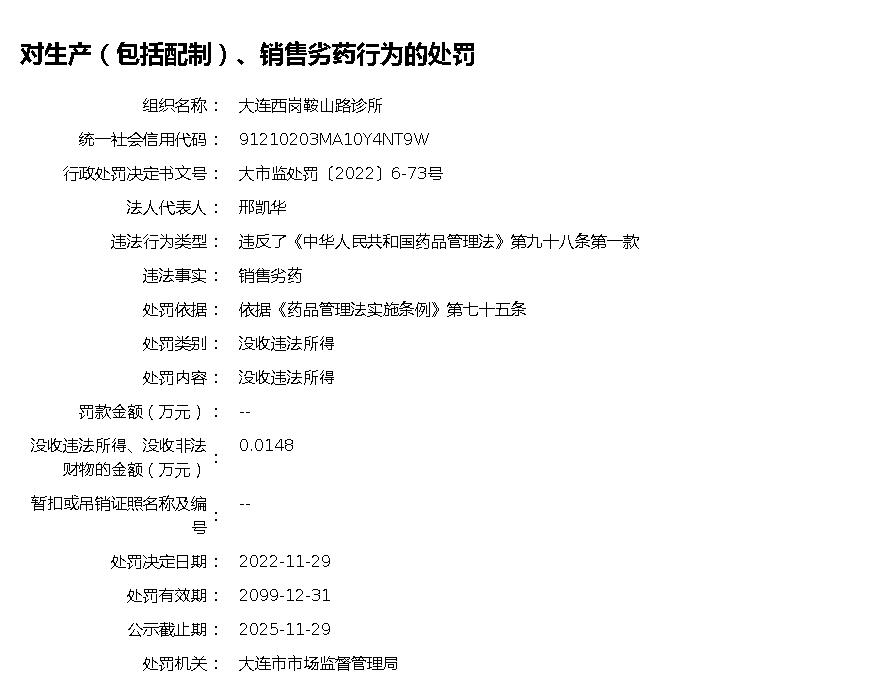 对生产（包括配制）、销售劣药行为的处罚
组织名称： 大连西岗鞍山路诊所
统一社会信用代码： 91210203MA10Y4NT9W
行政处罚决定书文号： 大市监处罚〔2022〕6-73号
法人代表人： 邢凯华
违法行为类型： 违反了《中华人民共和国药品管理法》第九十八条第一款
违法事实： 销售劣药
处罚依据： 依据《药品管理法实施条例》第七十五条
处罚类别： 没收违法所得
处罚内容： 没收违法所得
罚款金额（万元）： --
没收违法所得、没收非法
财物的金额（万元）： 0.0148
暂扣或吊销证照名称及编
号： --
处罚决定日期： 2022-11-29
处罚有效期： 2099-12-31
公示截止期： 2025-11-29
处罚机关： 大连市市场监督管理局